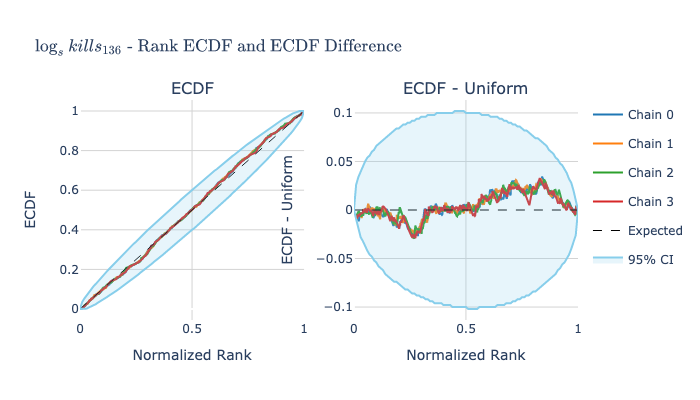 log_s kills_136 - Rank ECDF and ECDF Difference
ECDF
ECDF - Uniform
1
0.8
0.6
0.4
0.2
0
ECDF
0
0.5
1
Normalized Rank
0.1
0.05
0
−0.05
−0.1
ECDF - Uniform
0
0.5
1
Normalized Rank
Chain 0
Chain 1
Chain 2
Chain 3
Expected
95% CI